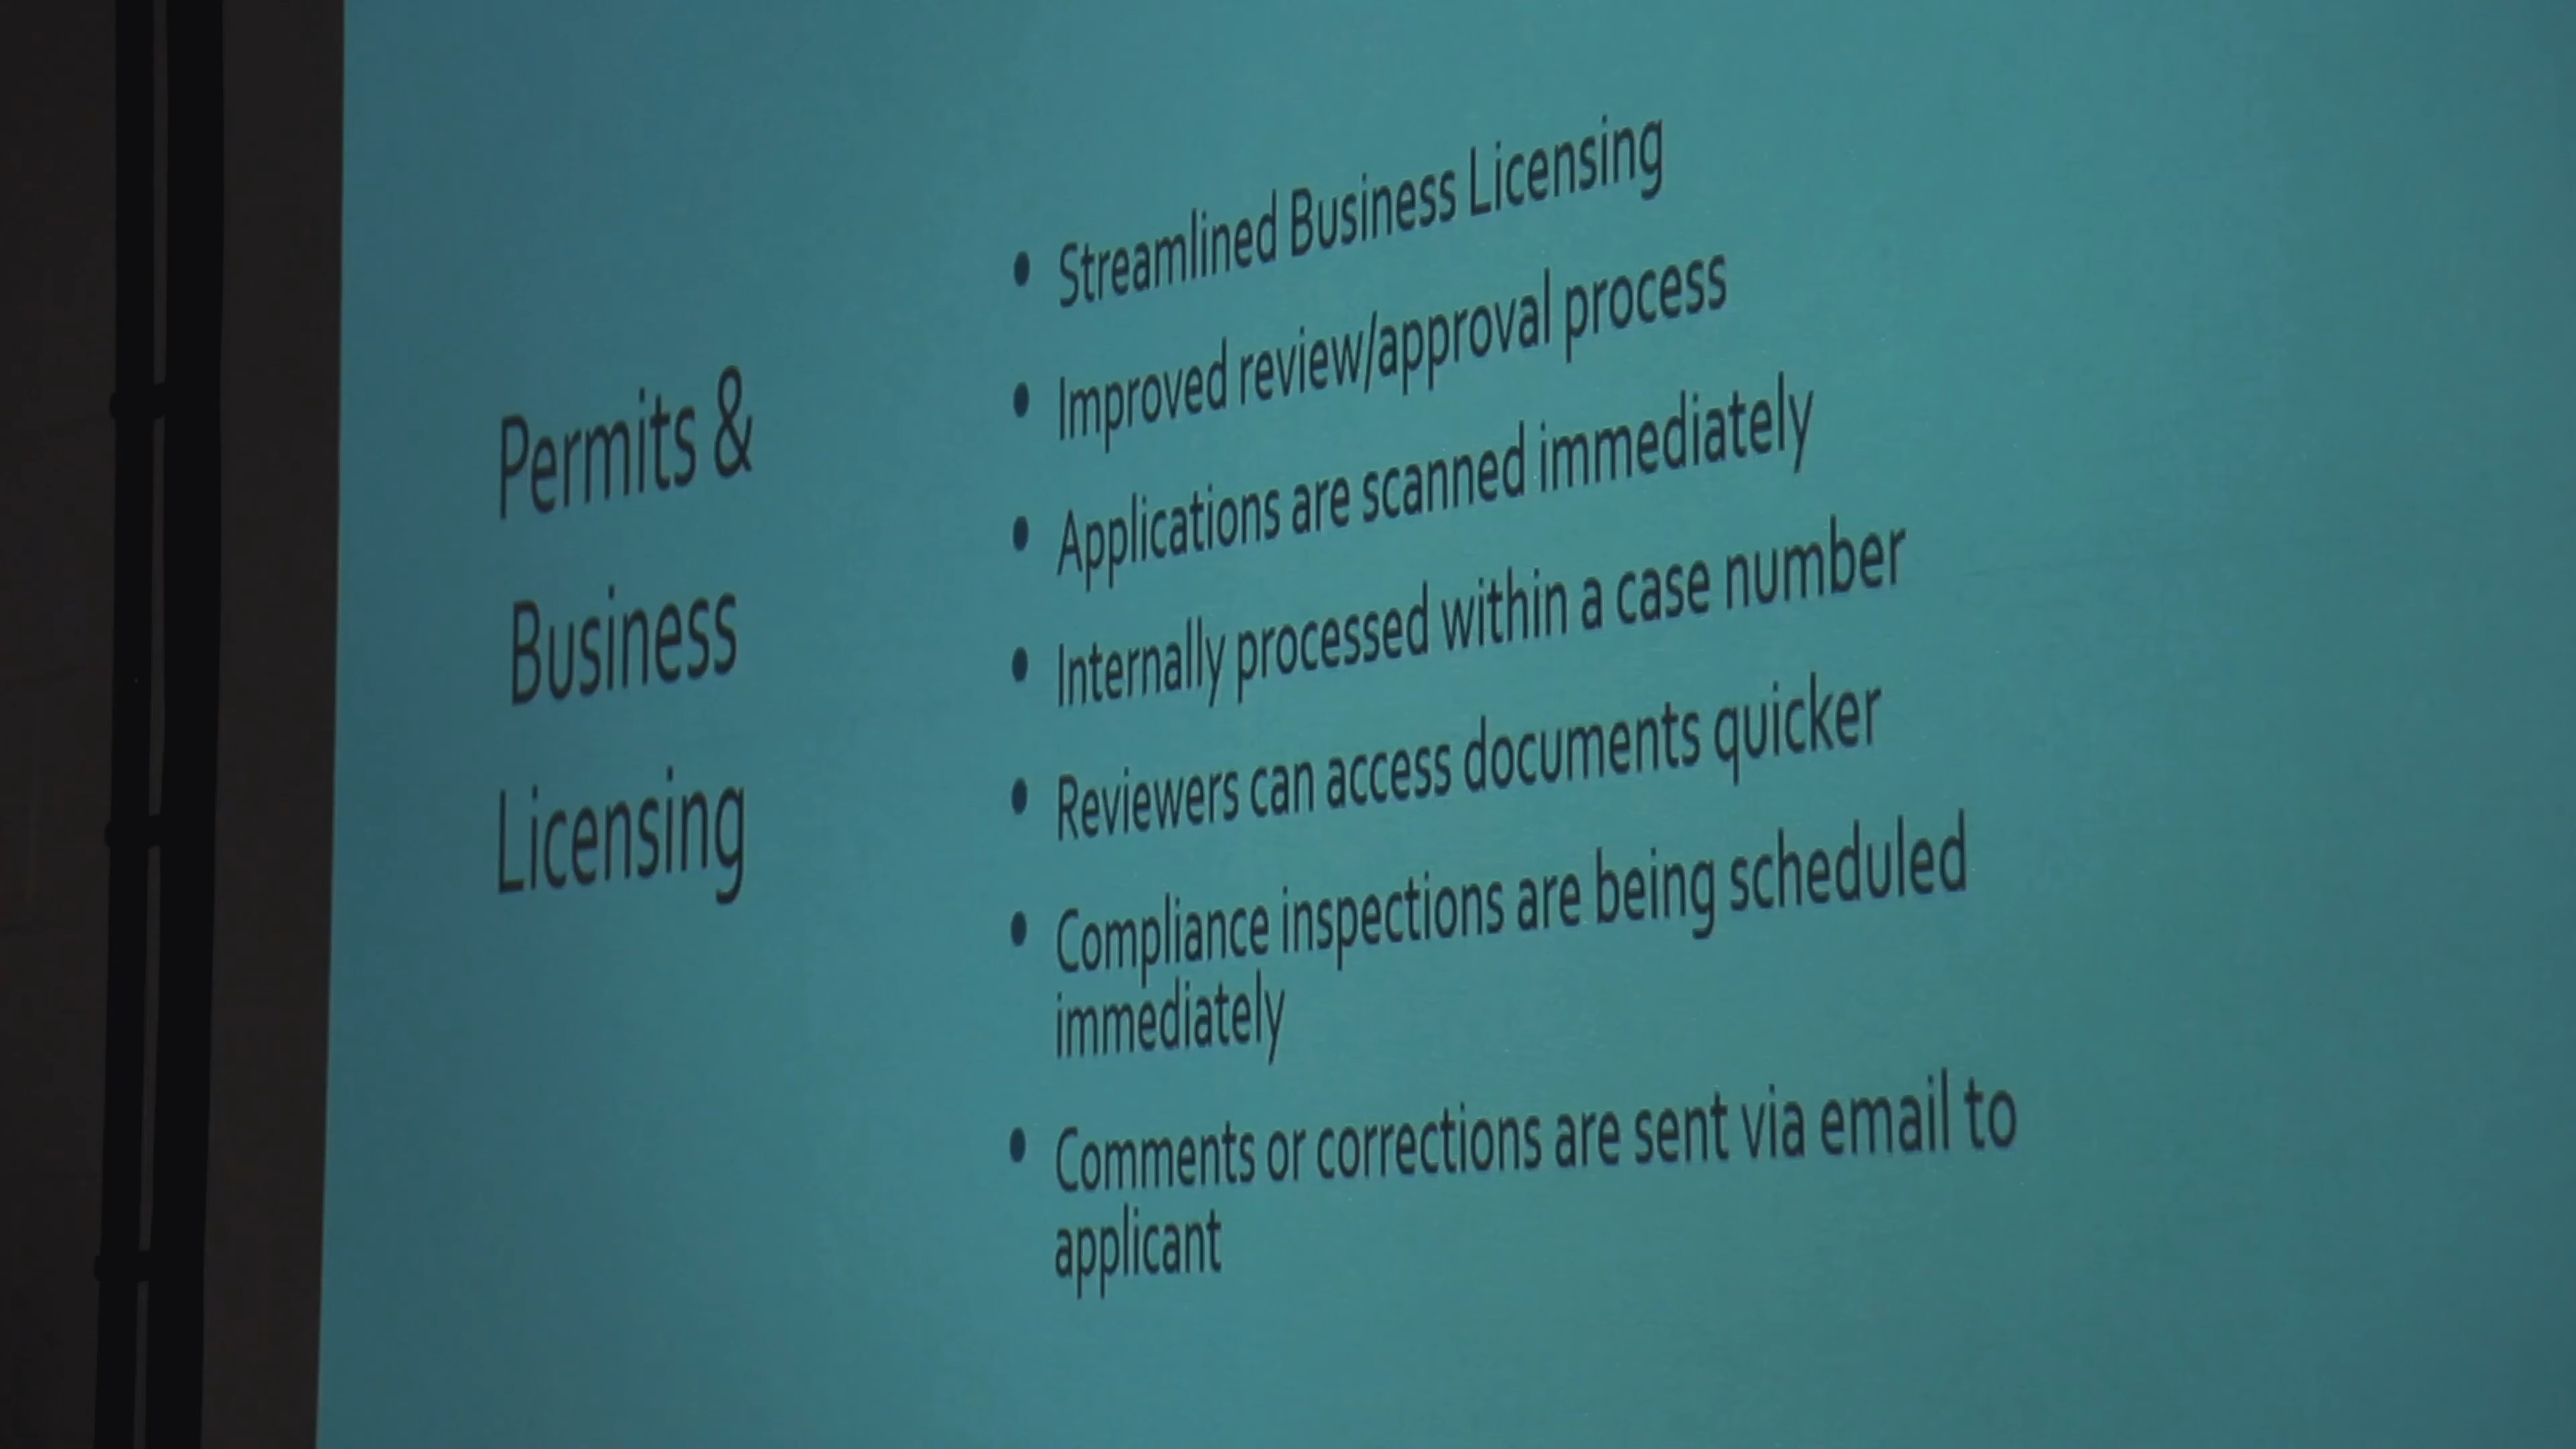 Permits &
Business
Licensing
• Streamlined Business Licensing
• Improved review/approval process
• Applications are scanned immediately
• Internally processed within a case number
• Reviewers can access documents quicker
• Compliance inspections are being scheduled
immediately
• Comments or corrections are sent via email to
applicant